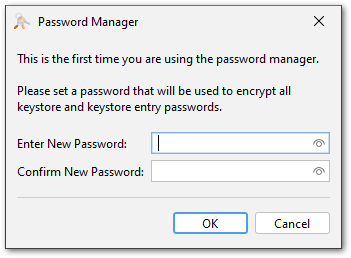 Password Manager
This is the first time you are using the password manager.
Please set a password that will be used to encrypt all
keystore and keystore entry passwords.
Enter New Password:
Confirm New Password:
OK Cancel